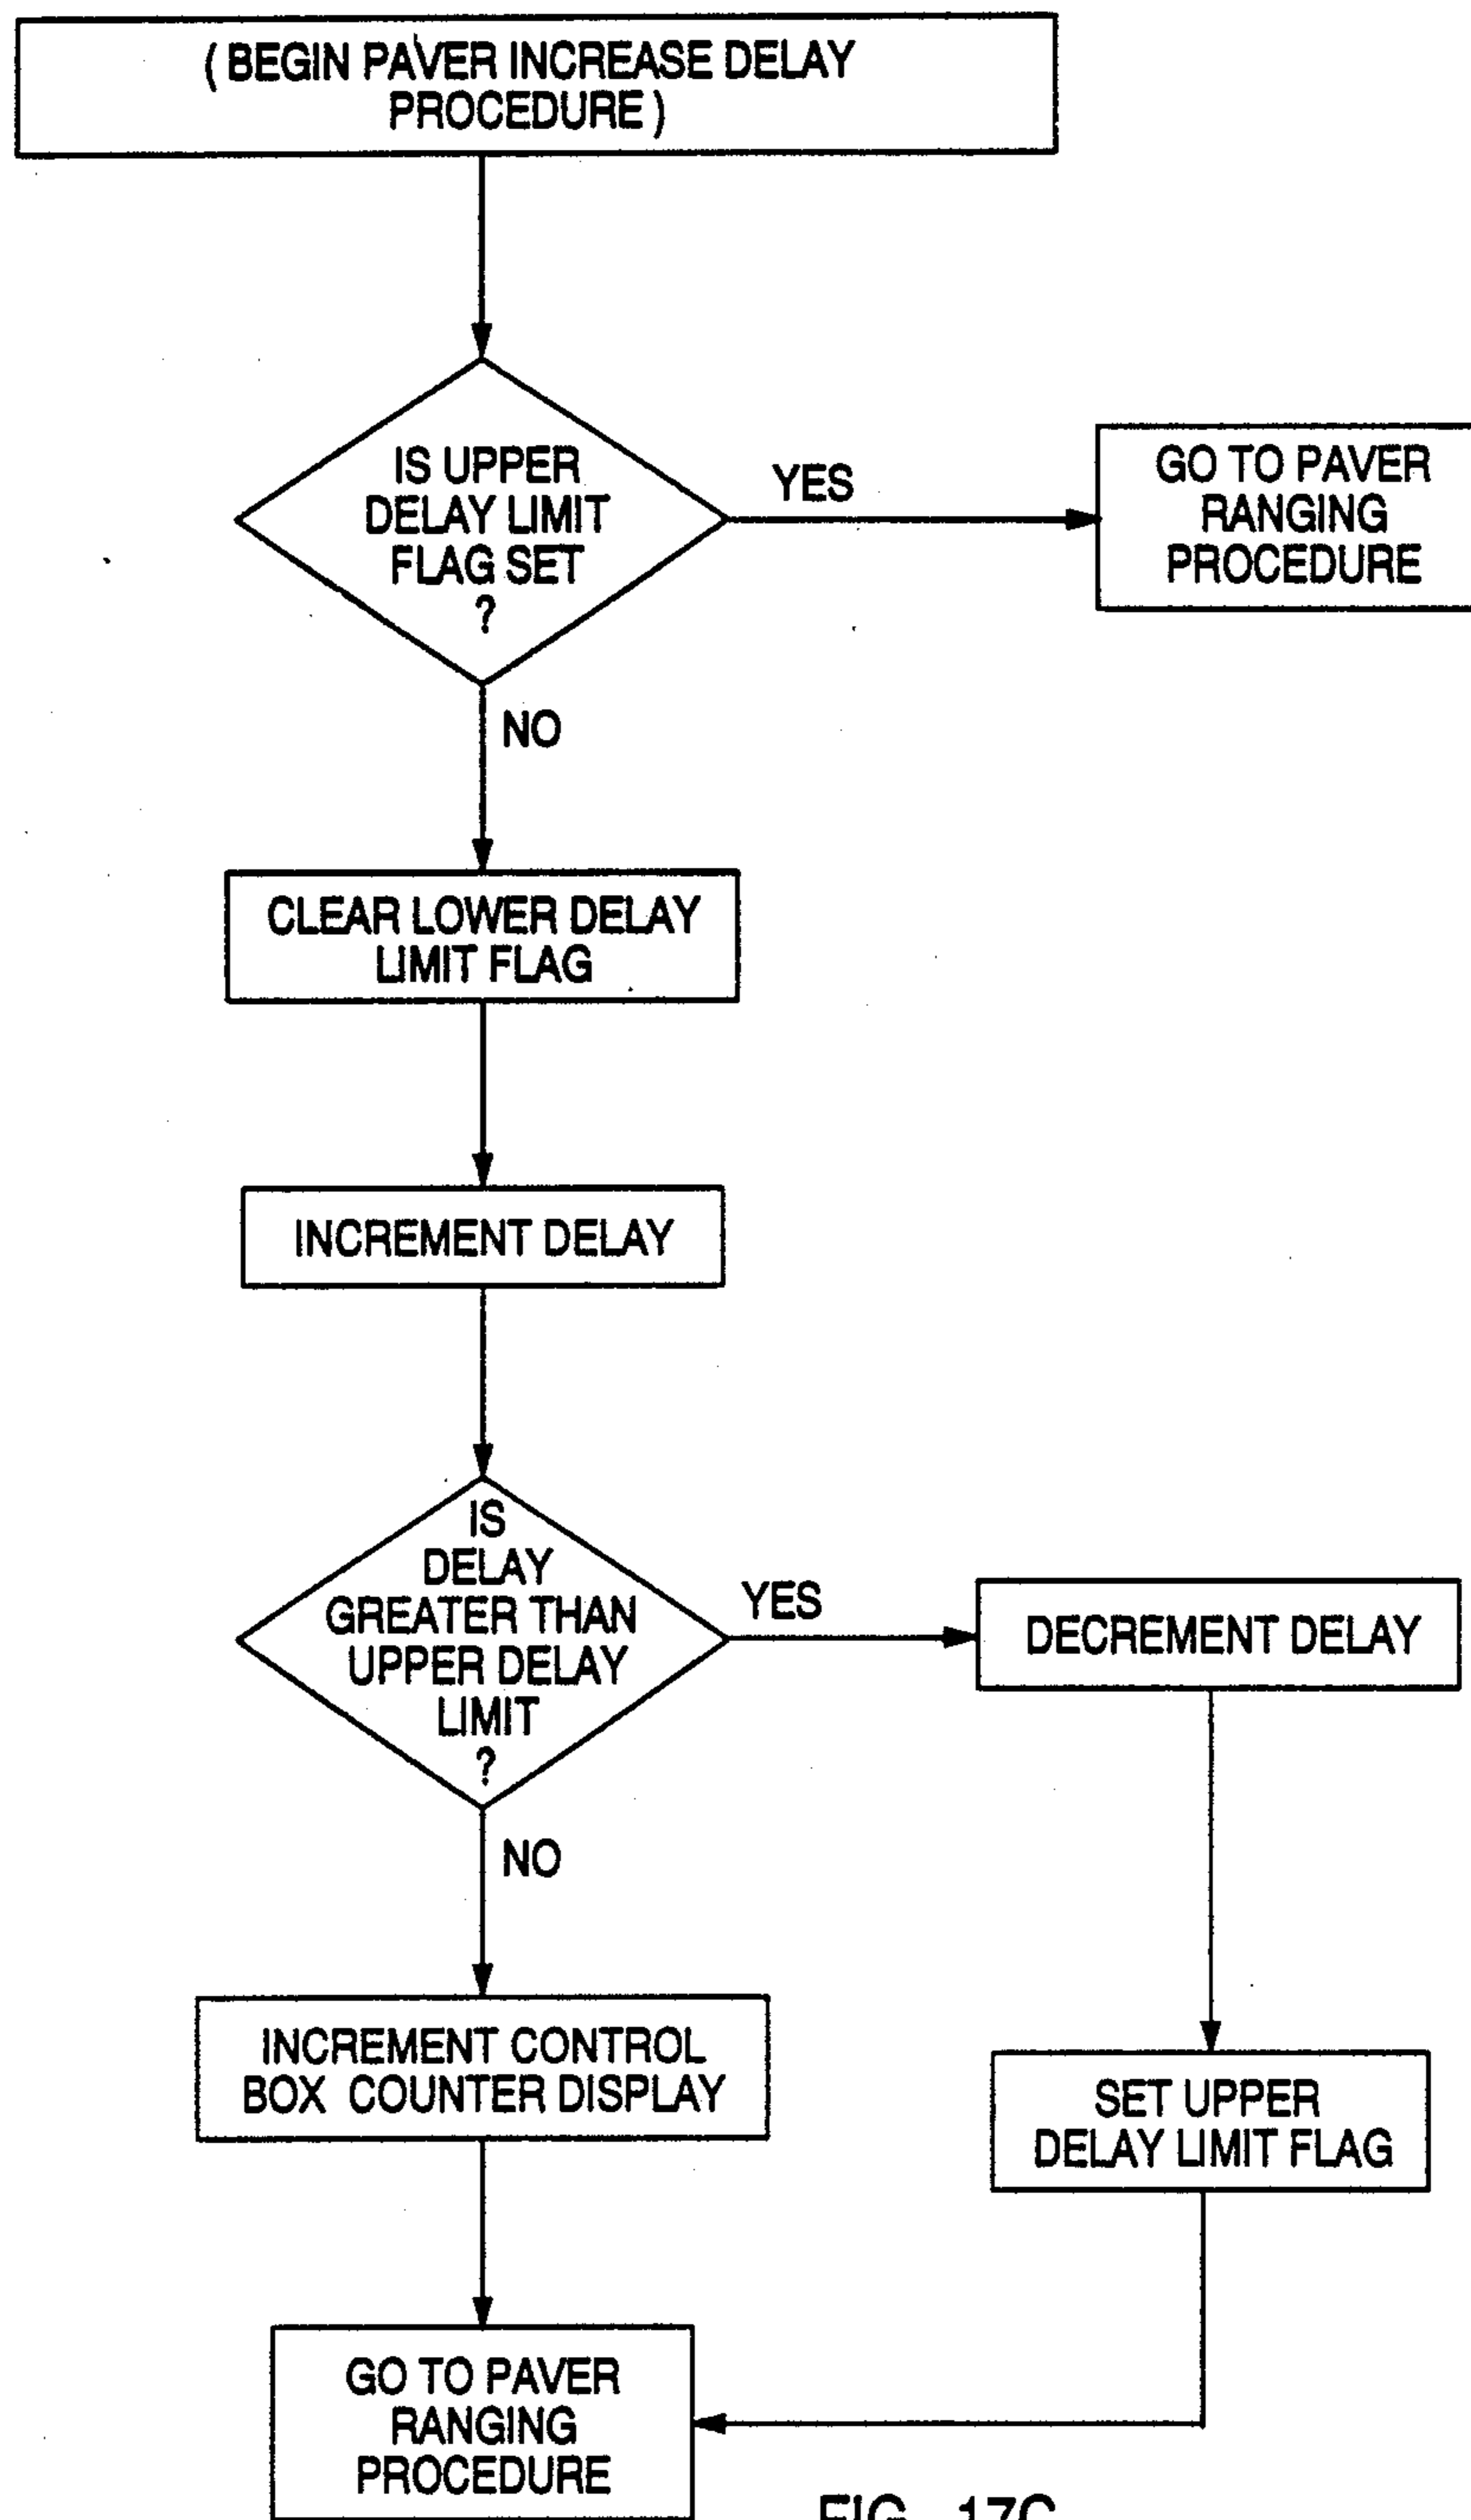 ( BEGIN PAVER INCREASE DELAY
PROCEDURE )
IS UPPER
DELAY LIMIT
FLAG SET
?
YES
GO TO PAVER
RANGING
PROCEDURE
NO
CLEAR LOWER DELAY
LIMIT FLAG
INCREMENT DELAY
IS
DELAY
GREATER THAN
UPPER DELAY
LIMIT
?
YES
DECREMENT DELAY
NO
INCREMENT CONTROL
BOX COUNTER DISPLAY
SET UPPER
DELAY LIMIT FLAG
GO TO PAVER
RANGING
PROCEDURE
FIG. 17C